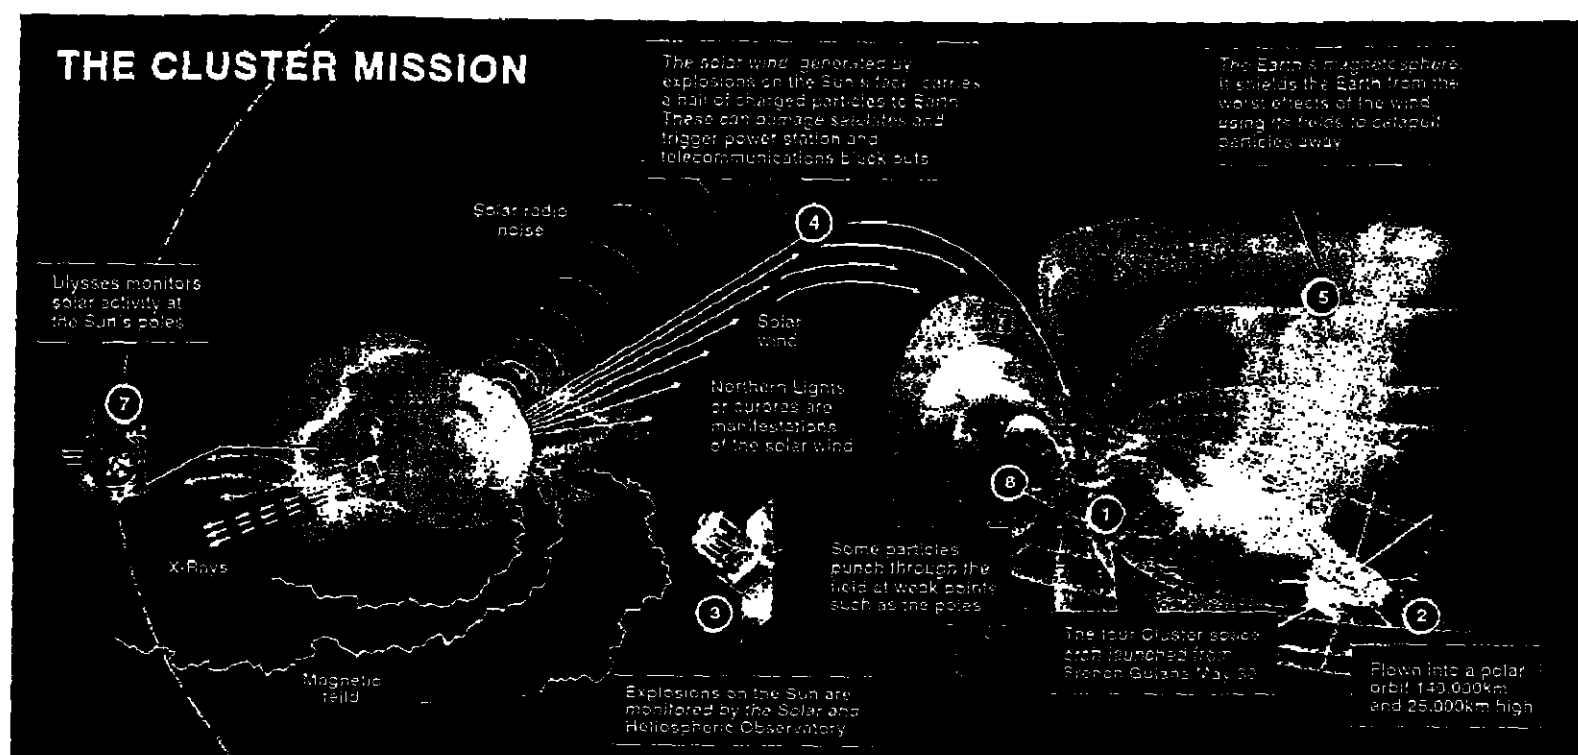 THE CLUSTER MISSION
The solar wind, generated by
explosions on the Sun's face, carries
a hail of charged particles to Earth
These can damage satellites and
trigger power station and
telecommunications black outs
The Earth's magnetosphere,
it shields the Earth from the
worst effects of the wind
using its fields to catapult
particles away
Solar radio
noise
4
Ulysses monitors
solar activity at
the Sun's poles
5
Solar
wind
7
Northern Lights
or auroras are
manifestations
of the solar wind
8
1
X-Rays
Some particles
punch through the
field at weak points
such as the poles
3
2
The four Cluster space
craft launched from
French Guiana May 30
Magnetic
feild
Explosions on the Sun are
monitored by the Solar and
Heliospheric Observatory
Flown into a polar
orbit 140,000km
and 25,000km high